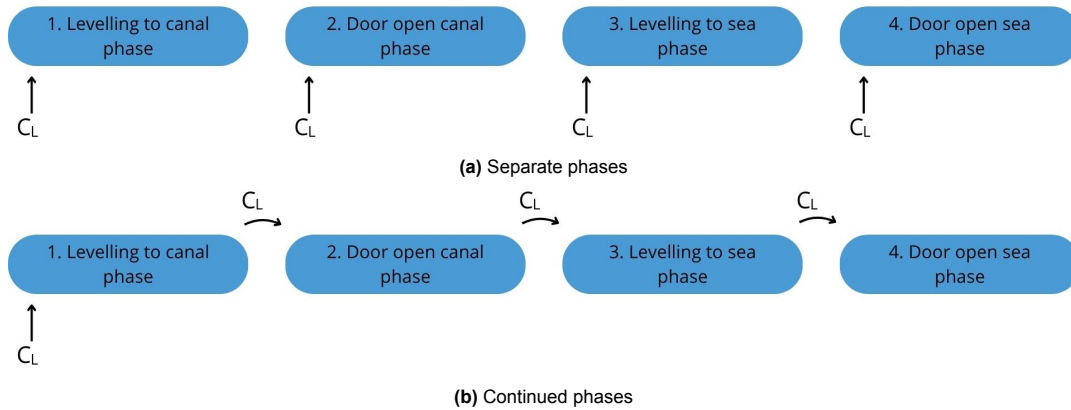 1. Levelling to canal
phase
2. Door open canal
phase
3. Levelling to sea
phase
4. Door open sea
phase
CL
CL
CL
CL
(a) Separate phases
CL
CL
CL
1. Levelling to canal
phase
2. Door open canal
phase
3. Levelling to sea
phase
4. Door open sea
phase
CL
(b) Continued phases